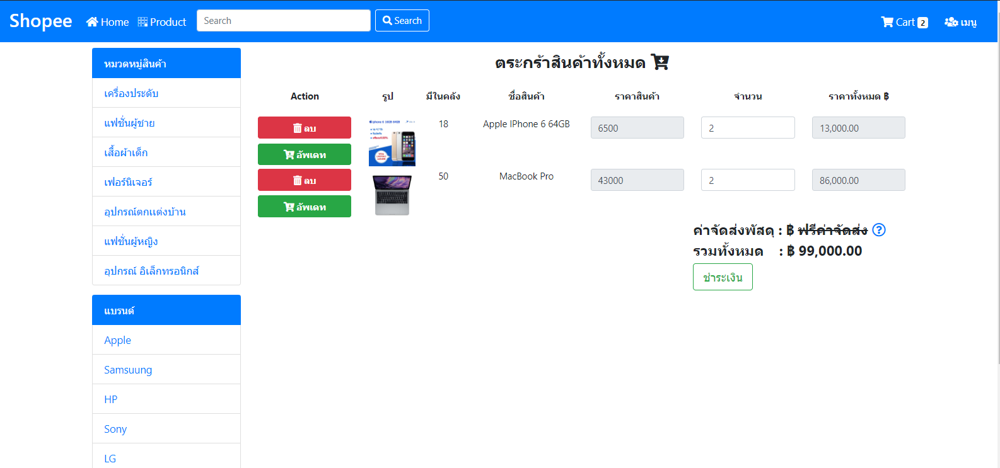 Shopee Home Product Search Search Cart 2 เมนู
หมวดหมู่สินค้า
เครื่องประดับ
แฟชั่นผู้ชาย
เสื้อผ้าเด็ก
เฟอร์นิเจอร์
อุปกรณ์ตกแต่งบ้าน
แฟชั่นผู้หญิง
อุปกรณ์ อิเล็กทรอนิกส์
แบรนด์
Apple
Samsuung
HP
Sony
LG
ตระกร้าสินค้าทั้งหมด
Action รูป มีในคลัง ชื่อสินค้า ราคาสินค้า จำนวน ราคาทั้งหมด ฿
ลบ 18 Apple IPhone 6 64GB 6500 2 13,000.00
iphone 6 16GB 64GB
อัพเดท
ลบ 50 MacBook Pro 43000 2 86,000.00
อัพเดท
ค่าจัดส่งพัสดุ : ฿ ฟรีค่าจัดส่ง
รวมทั้งหมด : ฿ 99,000.00
ชำระเงิน